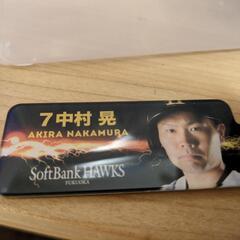 7 中村 晃
AKIRA NAKAMURA
SoftBank HAWKS
FUKUOKA